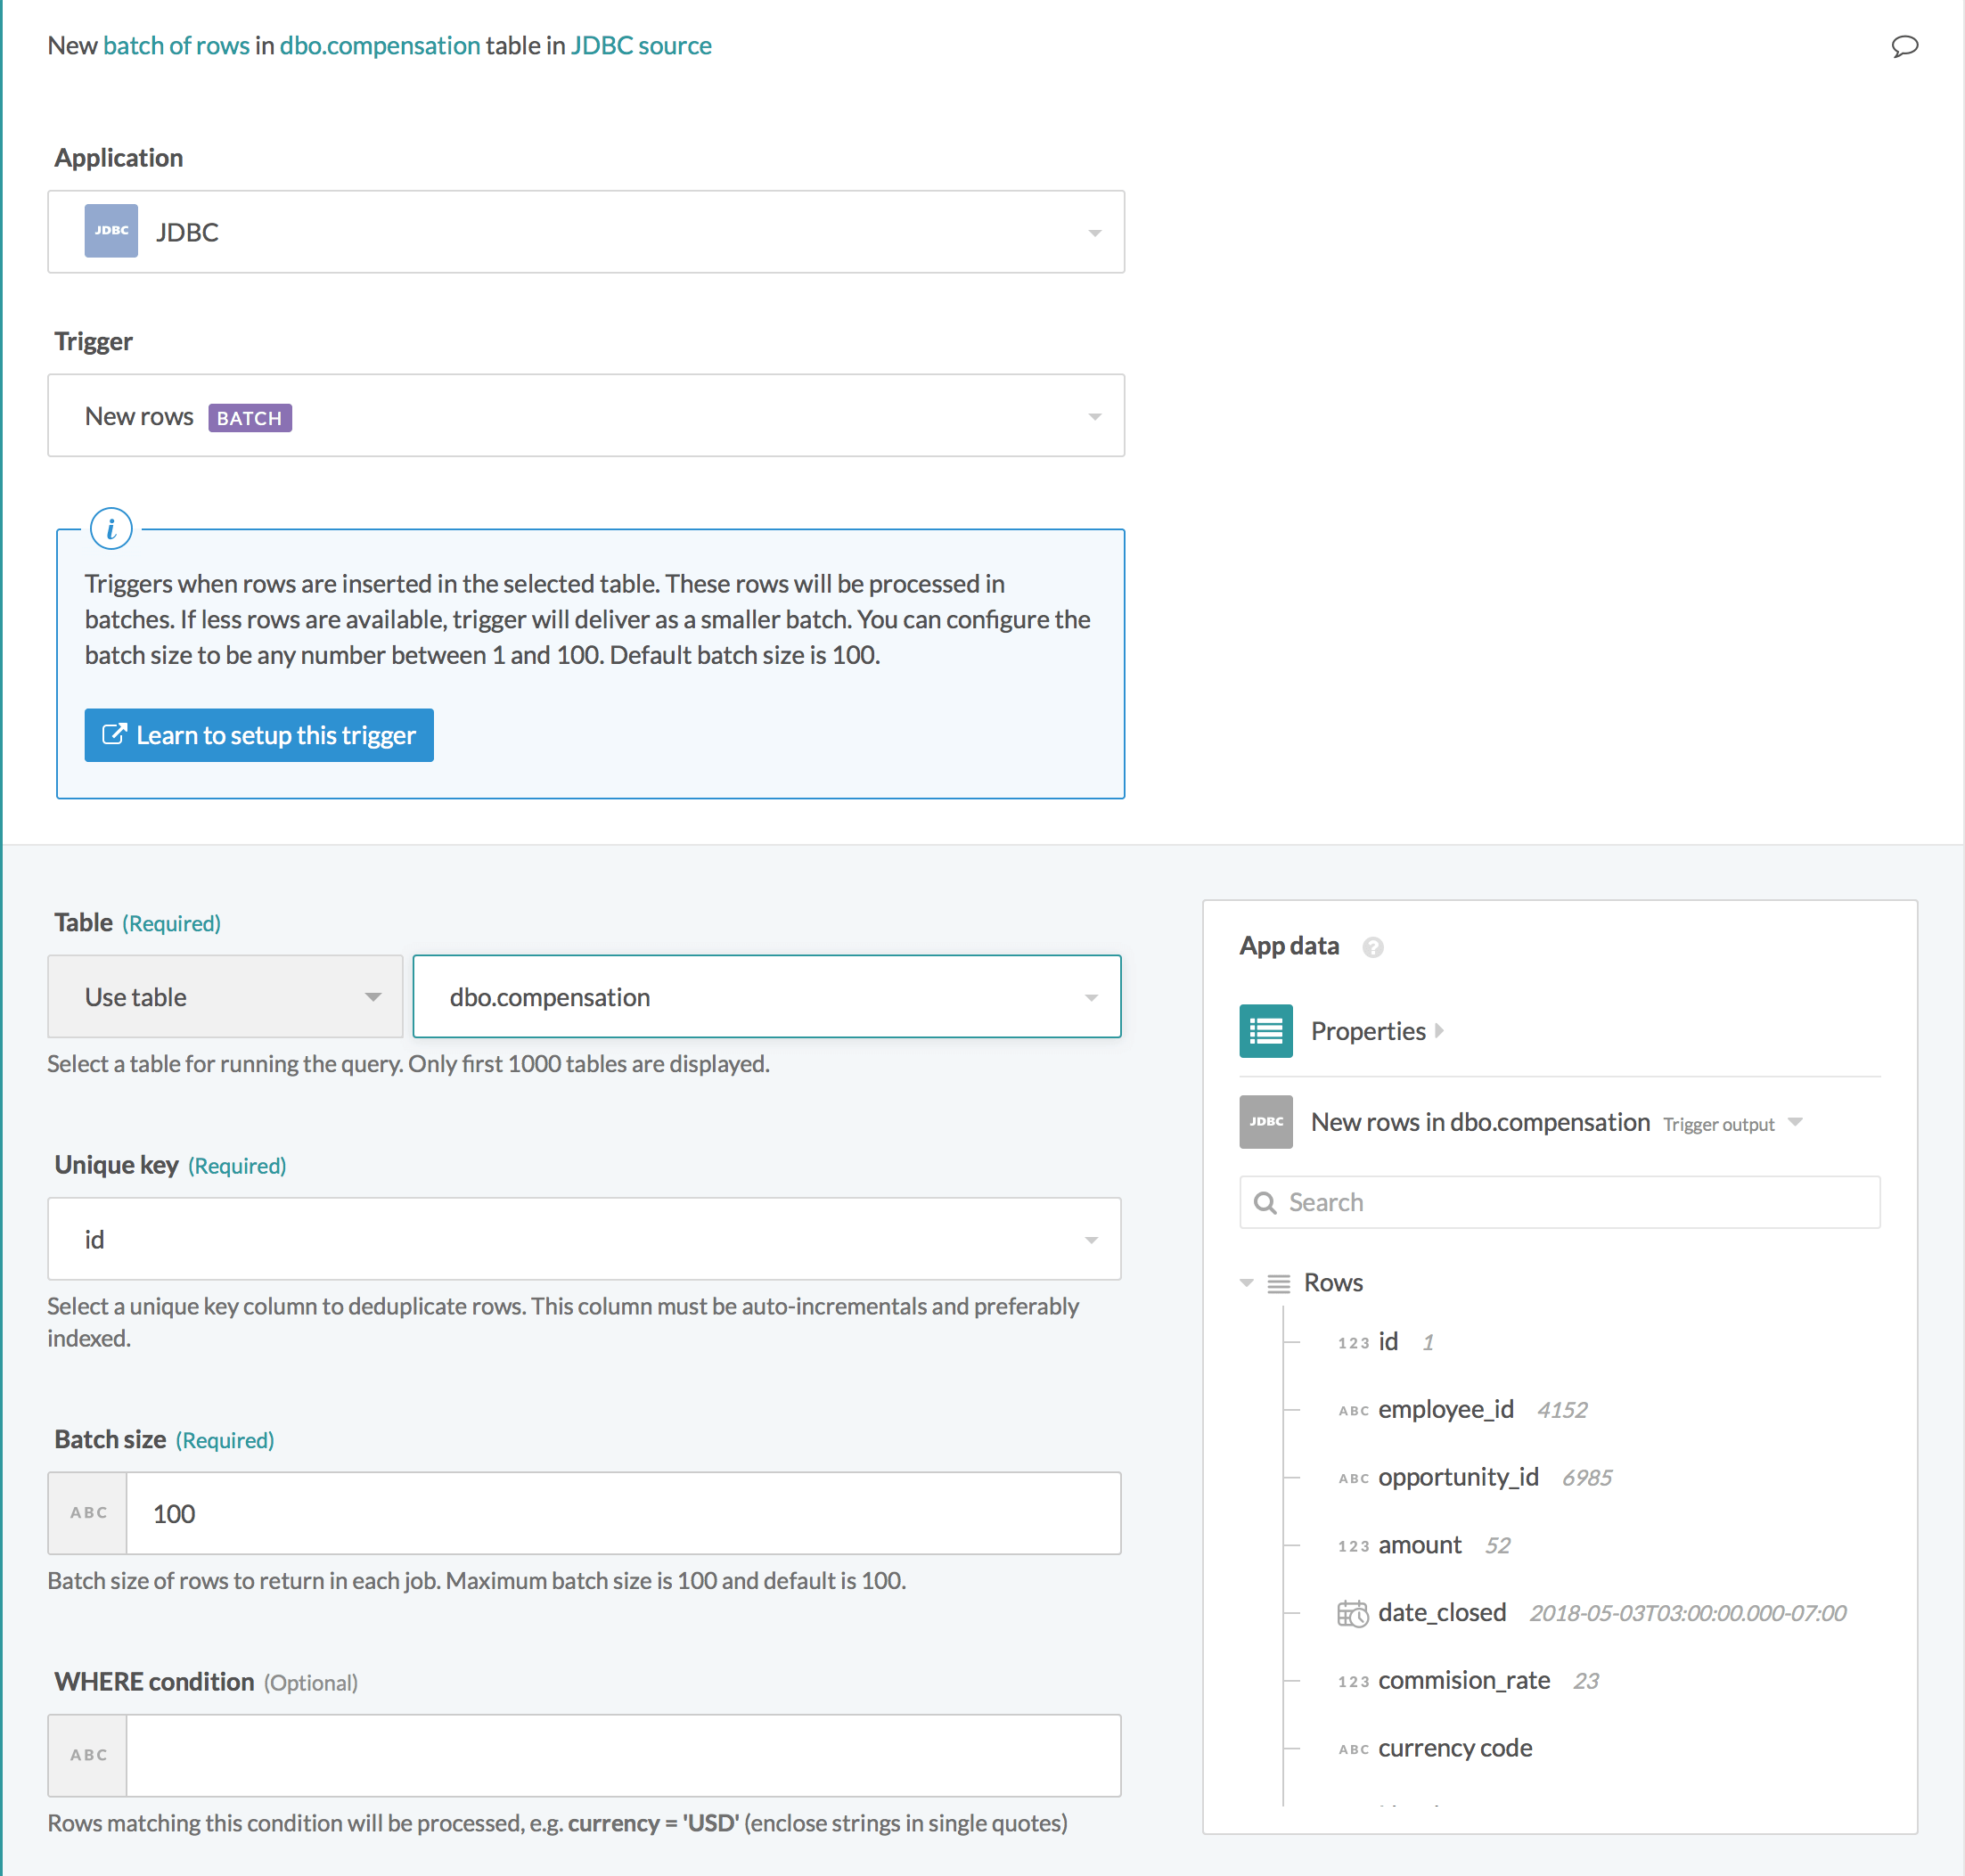 New batch of rows in dbo.compensation table in JDBC source
Application
JDBC JDBC
Trigger
New rows BATCH
i
Triggers when rows are inserted in the selected table. These rows will be processed in
batches. If less rows are available, trigger will deliver as a smaller batch. You can configure the
batch size to be any number between 1 and 100. Default batch size is 100.
Learn to setup this trigger
Table (Required)
Use table
dbo.compensation
Select a table for running the query. Only first 1000 tables are displayed.
Unique key (Required)
id
Select a unique key column to deduplicate rows. This column must be auto-incrementals and preferably
indexed.
Batch size (Required)
ABC 100
Batch size of rows to return in each job. Maximum batch size is 100 and default is 100.
WHERE condition (Optional)
ABC
Rows matching this condition will be processed, e.g. currency = 'USD' (enclose strings in single quotes)
App data ?
Properties
JDBC New rows in dbo.compensation Trigger output
Search
Rows
123 id 1
ABC employee_id 4152
ABC opportunity_id 6985
123 amount 52
date_closed 2018-05-03T03:00:00.000-07:00
123 commision_rate 23
ABC currency code